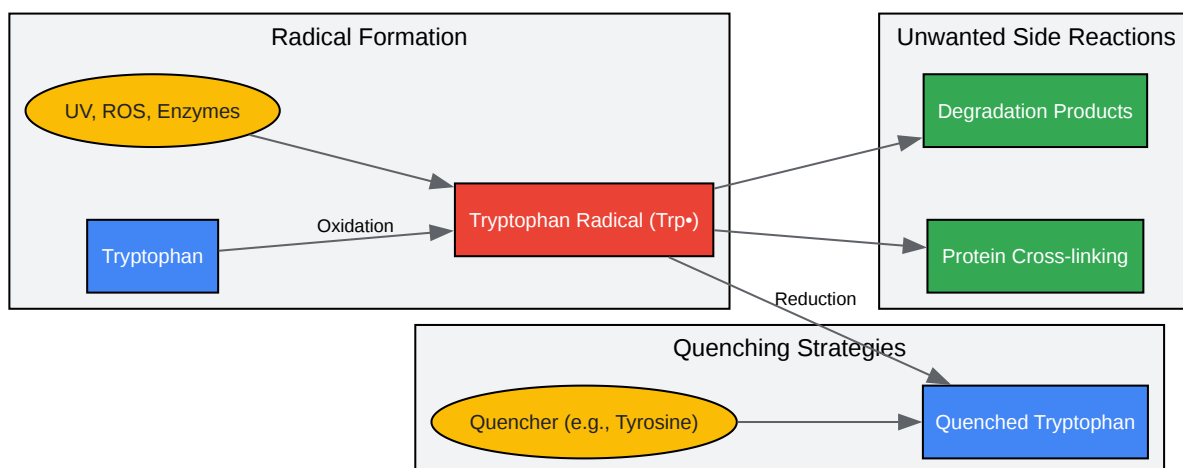 Radical Formation
UV, ROS, Enzymes
Tryptophan
Oxidation
Tryptophan Radical (Trp•)
Unwanted Side Reactions
Degradation Products
Protein Cross-linking
Reduction
Quenching Strategies
Quencher (e.g., Tyrosine)
Quenched Tryptophan